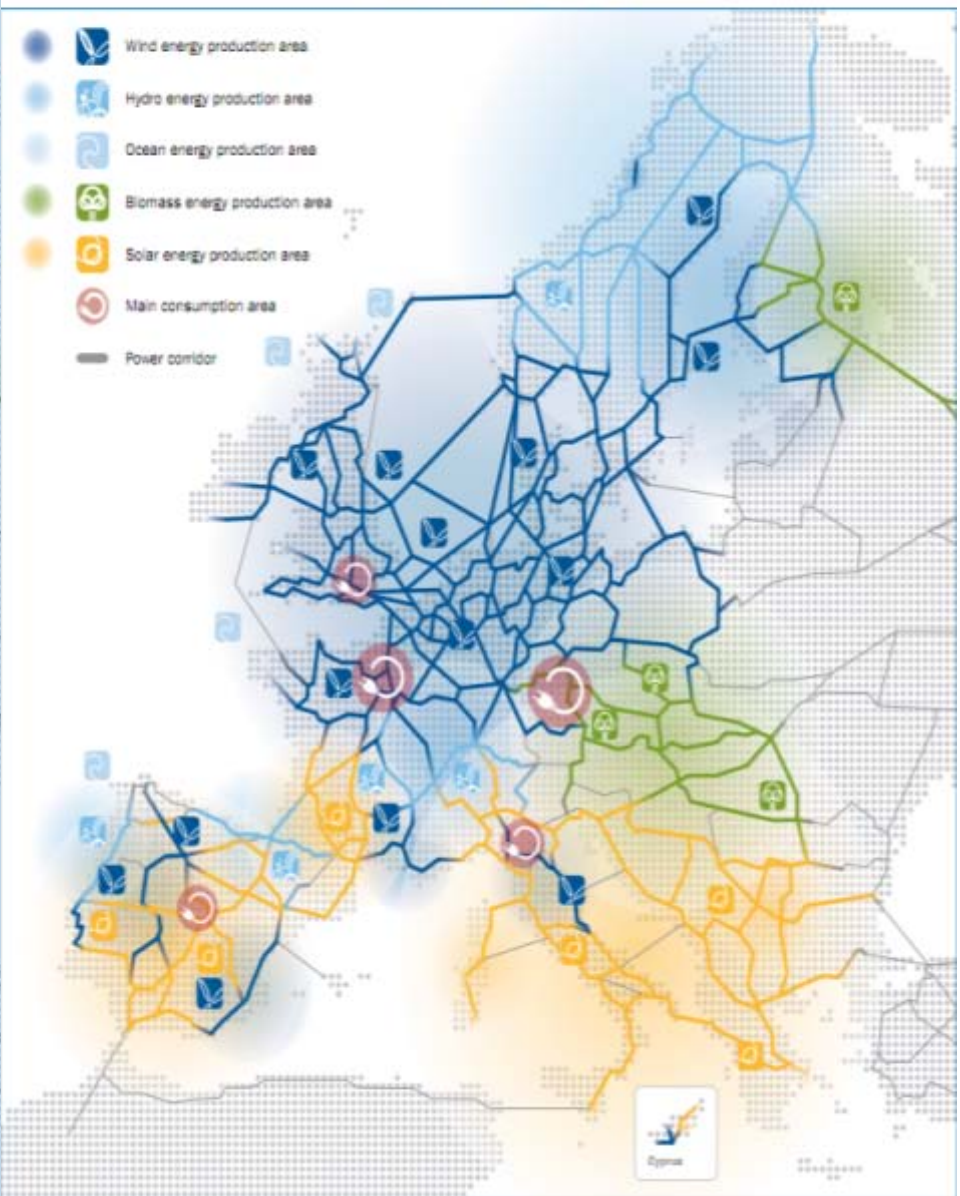 Wind energy production area
Hydro energy production area
Ocean energy production area
Biomass energy production area
Solar energy production area
Main consumption area
Power corridor
Cyprus